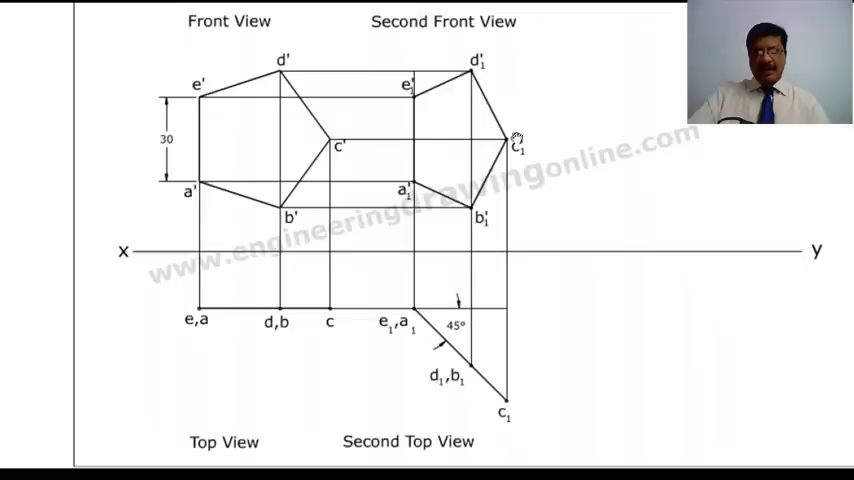 Front View
Second Front View
d'
d'₁
e'
e'₁
30
c'
c'₁
a'
a'₁
b'
b'₁
www.engineeringdrawingonline.com
x
y
e,a
d,b
c
e₁,a₁
45°
d₁,b₁
c₁
Top View
Second Top View